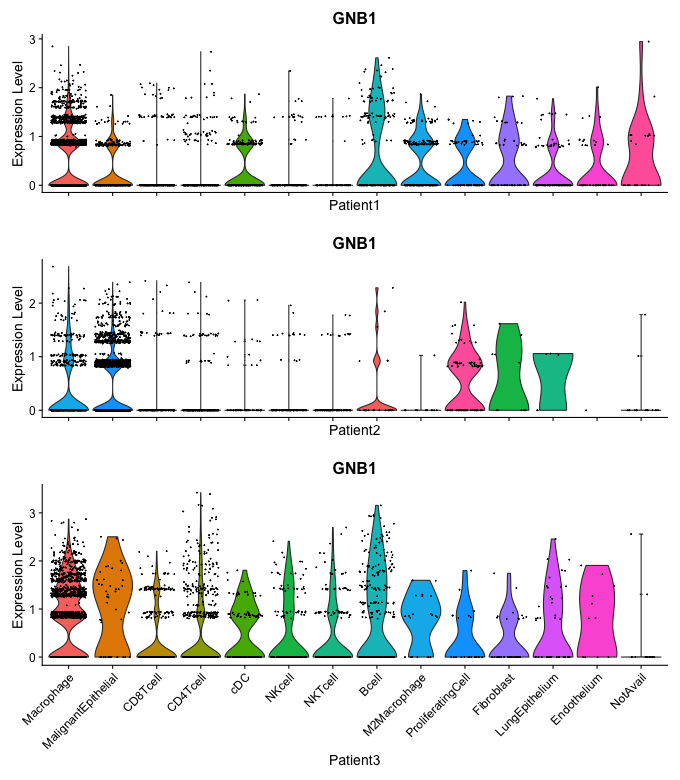 GNB1
Expression Level
3
2
1
0
Patient1
GNB1
Expression Level
2
1
0
Patient2
GNB1
Expression Level
3
2
1
0
Macrophage
MalignantEpithelial
CD8Tcell
CD4Tcell
cDC
NKcell
NKTcell
Bcell
M2Macrophage
ProliferatingCell
Fibroblast
LungEpithelium
Endothelium
NotAvail
Patient3